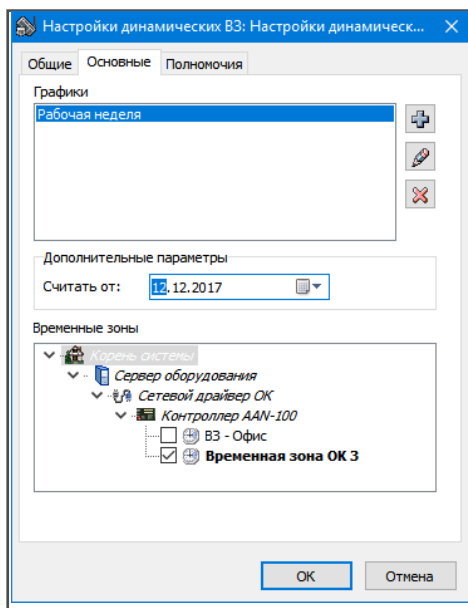 Настройки динамических ВЗ: Настройки динамическ...
Общие Основные Полномочия
Графики
Рабочая неделя
Дополнительные параметры
Считать от: 12.12.2017
Временные зоны
Корень системы
Сервер оборудования
Сетевой драйвер ОК
Контроллер AAN-100
ВЗ - Офис
Временная зона ОК 3
ОК Отмена